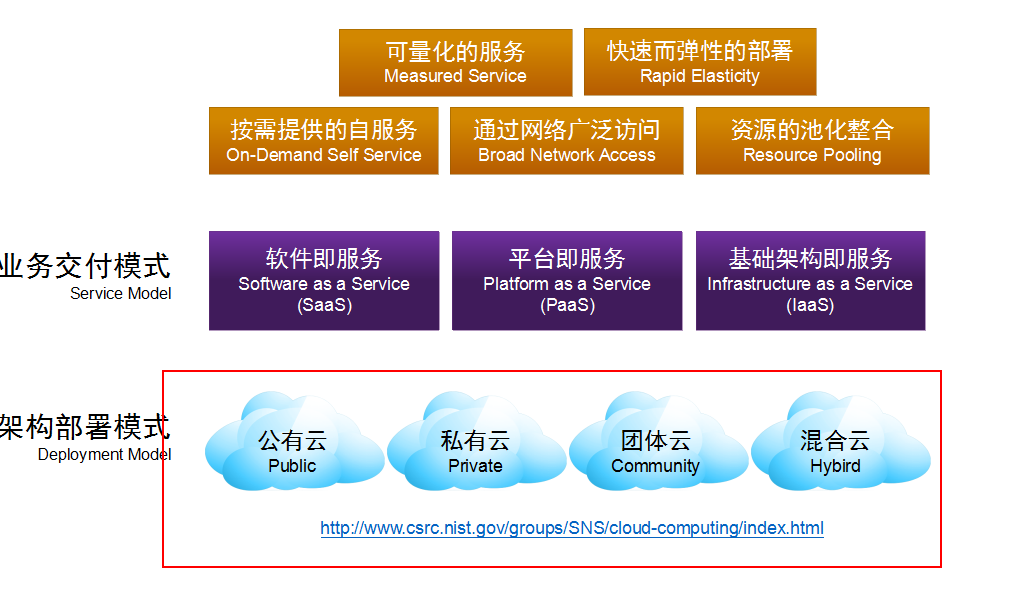 可量化的服务
Measured Service
快速而弹性的部署
Rapid Elasticity
按需提供的自服务
On-Demand Self Service
通过网络广泛访问
Broad Network Access
资源的池化整合
Resource Pooling
业务交付模式
Service Model
软件即服务
Software as a Service
(SaaS)
平台即服务
Platform as a Service
(PaaS)
基础架构即服务
Infrastructure as a Service
(IaaS)
架构部署模式
Deployment Model
公有云
Public
私有云
Private
团体云
Community
混合云
Hybird
http://www.csrc.nist.gov/groups/SNS/cloud-computing/index.html